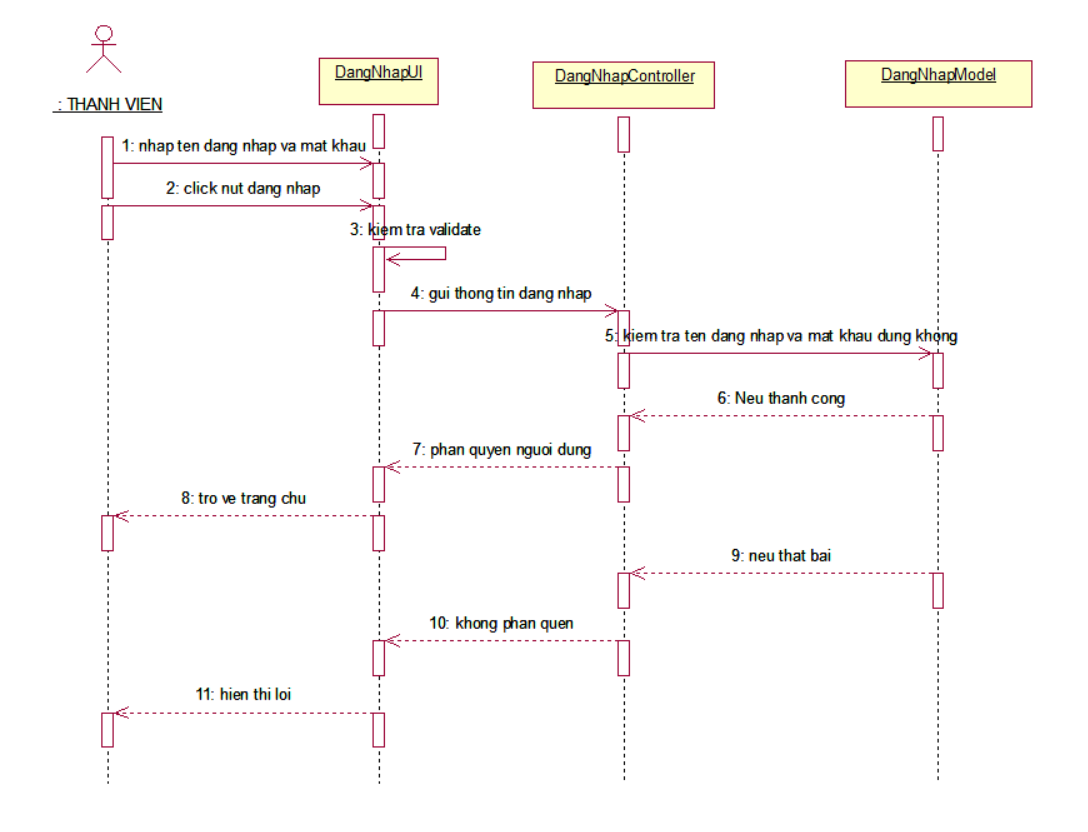 : THANH VIEN
DangNhapUI
DangNhapController
DangNhapModel
1: nhap ten dang nhap va mat khau
2: click nut dang nhap
3: kiem tra validate
4: gui thong tin dang nhap
5: kiem tra ten dang nhap va mat khau dung khong
6: Neu thanh cong
7: phan quyen nguoi dung
8: tro ve trang chu
9: neu that bai
10: khong phan quen
11: hien thi loi